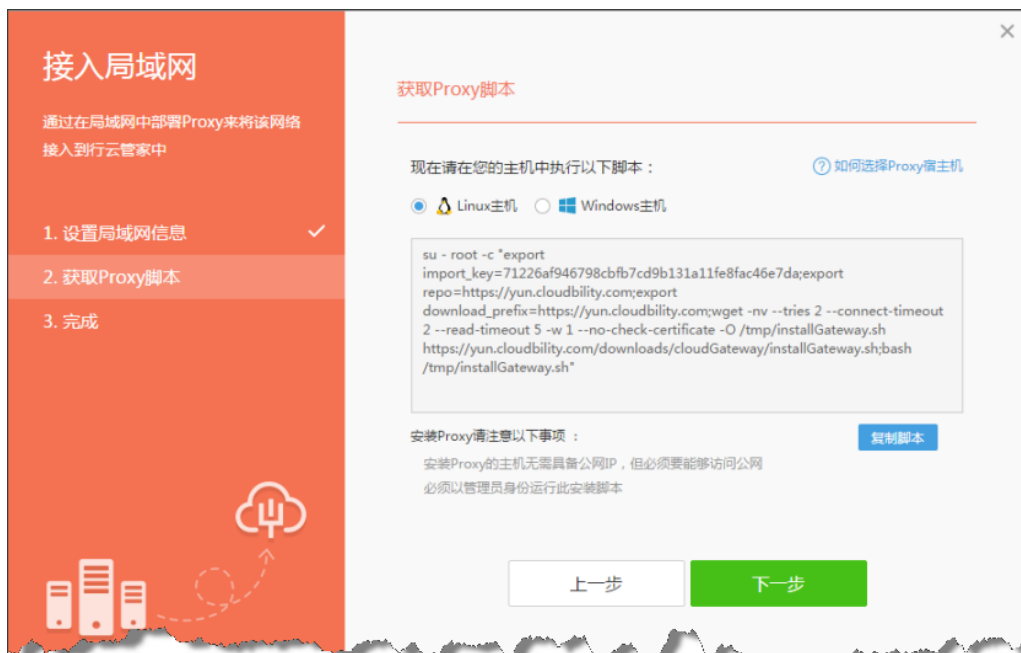 接入局域网
通过在局域网中部署Proxy来将该网络
接入到行云管家中
1. 设置局域网信息
2. 获取Proxy脚本
3. 完成
获取Proxy脚本
现在请在您的主机中执行以下脚本：
如何选择Proxy宿主机
Linux主机 Windows主机
su - root -c "export
import_key=71226af946798cbfb7cd9b131a11fe8fac46e7da;export
repo=https://yun.cloudbility.com;export
download_prefix=https://yun.cloudbility.com;wget -nv --tries 2 --connect-timeout
2 --read-timeout 5 -w 1 --no-check-certificate -O /tmp/installGateway.sh
https://yun.cloudbility.com/downloads/cloudGateway/installGateway.sh;bash
/tmp/installGateway.sh"
安装Proxy请注意以下事项：
复制脚本
安装Proxy的主机无需具备公网IP，但必须要能够访问公网
必须以管理员身份运行此安装脚本
上一步 下一步